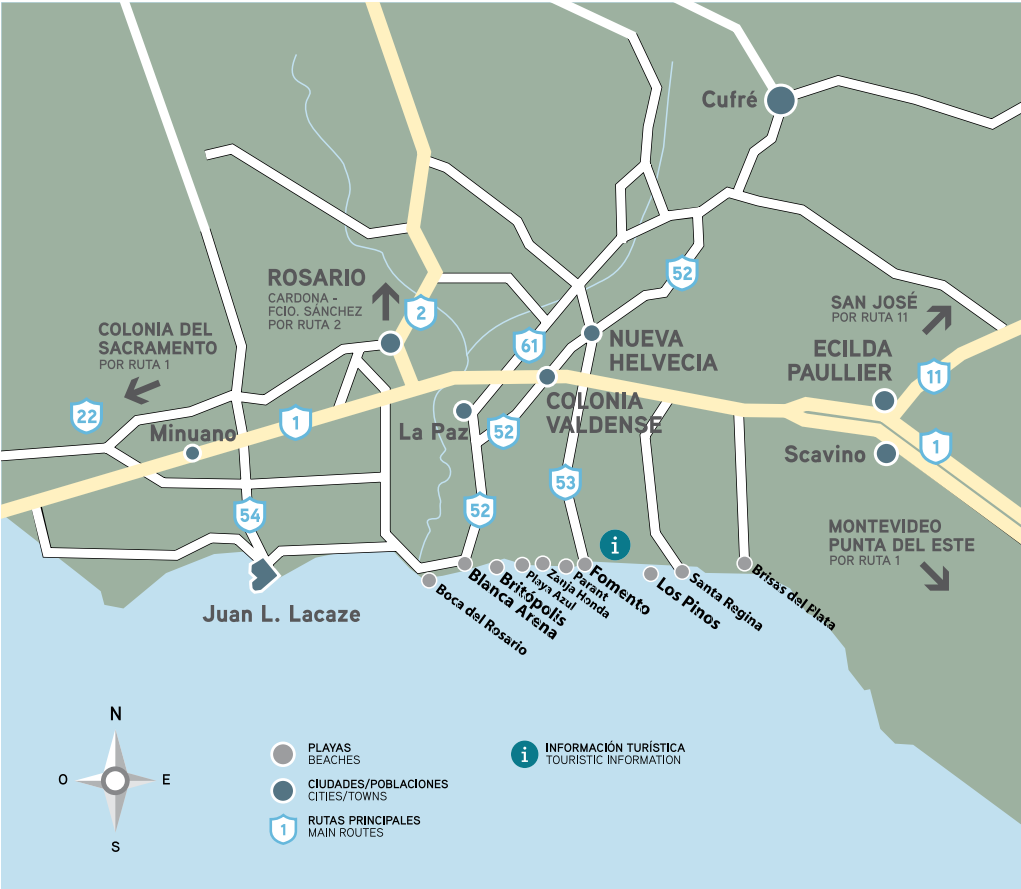 Cufré
52
ROSARIO
CARDONA -
FCIO. SÁNCHEZ
POR RUTA 2
2
SAN JOSÉ
POR RUTA 11
COLONIA DEL
SACRAMENTO
POR RUTA 1
61
NUEVA
HELVECIA
ECILDA
PAULLIER
11
22
1
Minuano
La Paz
52
COLONIA
VALDENSE
Scavino
1
53
52
54
MONTEVIDEO
PUNTA DEL ESTE
POR RUTA 1
i
Juan L. Lacaze
Boca del Rosario
Blanca Arena
Britópolis
Playa Azul
Zanja Honda
Parant
Fomento
Los Pinos
Santa Regina
Brisas del Plata
N
O
E
S
PLAYAS
BEACHES
CIUDADES/POBLACIONES
CITIES/TOWNS
1
RUTAS PRINCIPALES
MAIN ROUTES
i
INFORMACIÓN TURÍSTICA
TOURISTIC INFORMATION